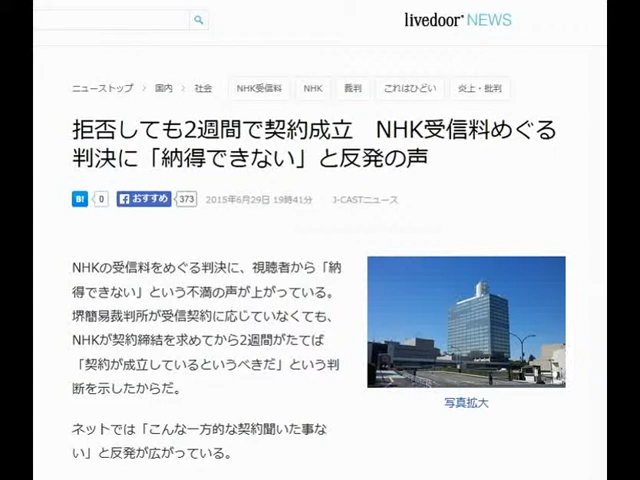 livedoor NEWS
ニューストップ > 国内 > 社会 NHK受信料 NHK 裁判 これはひどい 炎上・批判
拒否しても2週間で契約成立 NHK受信料めぐる
判決に「納得できない」と反発の声
B! 0 おすすめ 373 2015年6月29日 19時41分 J-CASTニュース
NHKの受信料をめぐる判決に、視聴者から「納
得できない」という不満の声が上がっている。
堺簡易裁判所が受信契約に応じていなくても、
NHKが契約締結を求めてから2週間がたてば
「契約が成立しているというべきだ」という判
断を示したからだ。
写真拡大
ネットでは「こんな一方的な契約聞いた事な
い」と反発が広がっている。